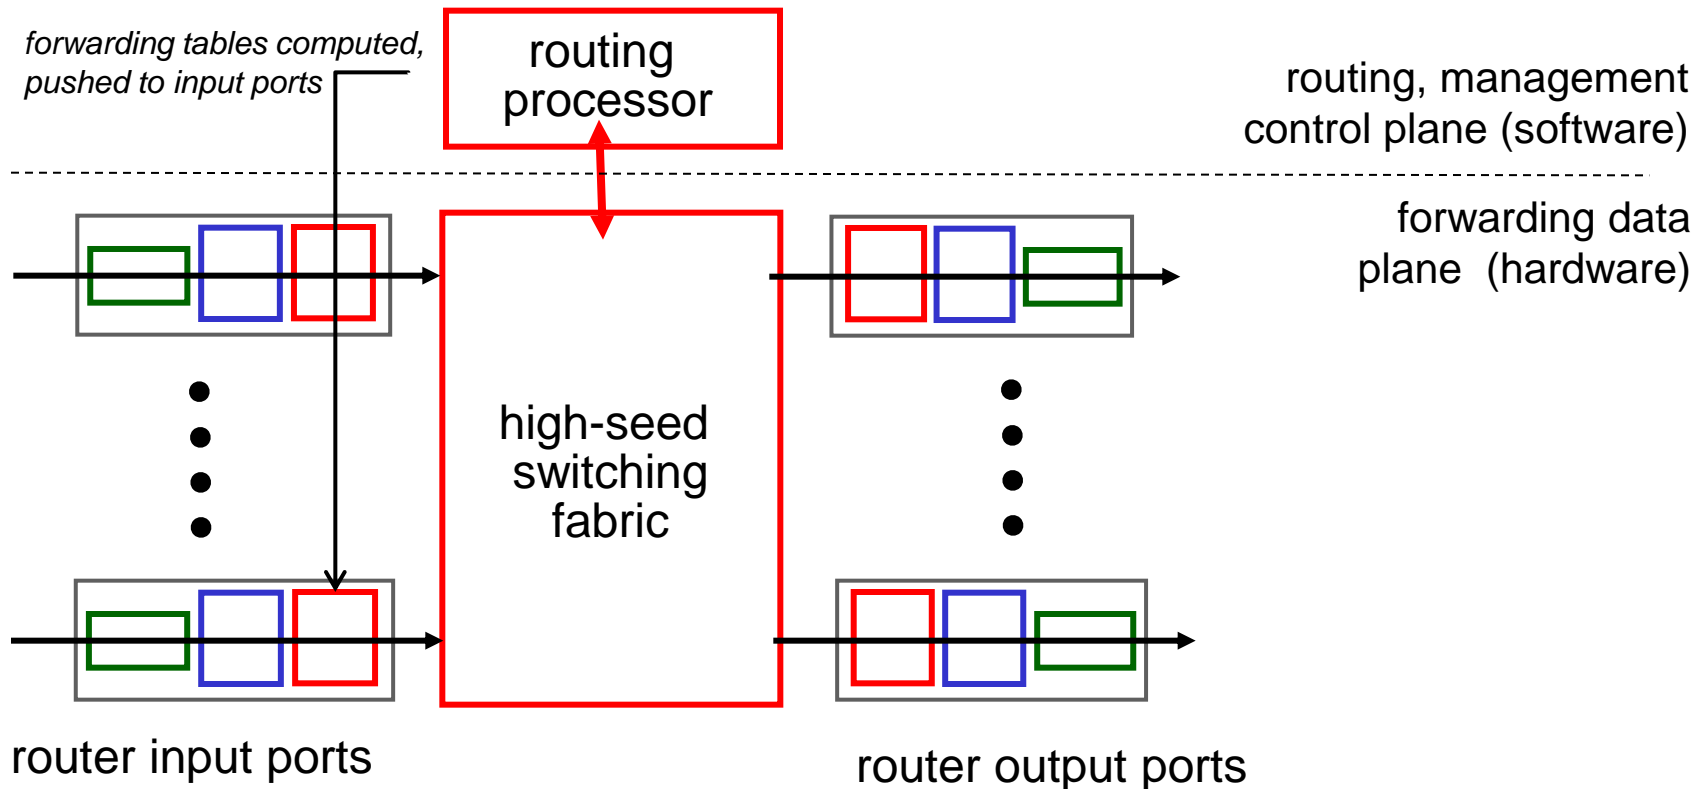 forwarding tables computed,
pushed to input ports
routing
processor
routing, management
control plane (software)
forwarding data
plane (hardware)
high-seed
switching
fabric
router input ports
router output ports